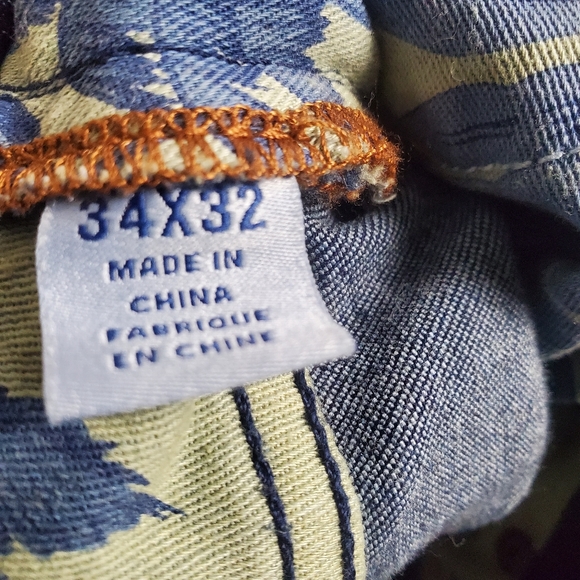 34X32
MADE IN
CHINA
FABRIQUE
EN CHINE